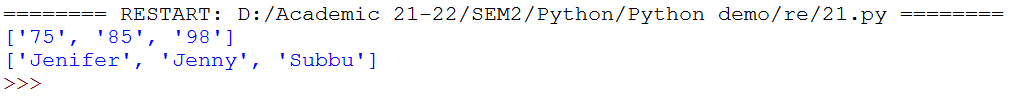 ======== RESTART: D:/Academic 21-22/SEM2/Python/Python demo/re/21.py ========
['75', '85', '98']
['Jenifer', 'Jenny', 'Subbu']
>>>